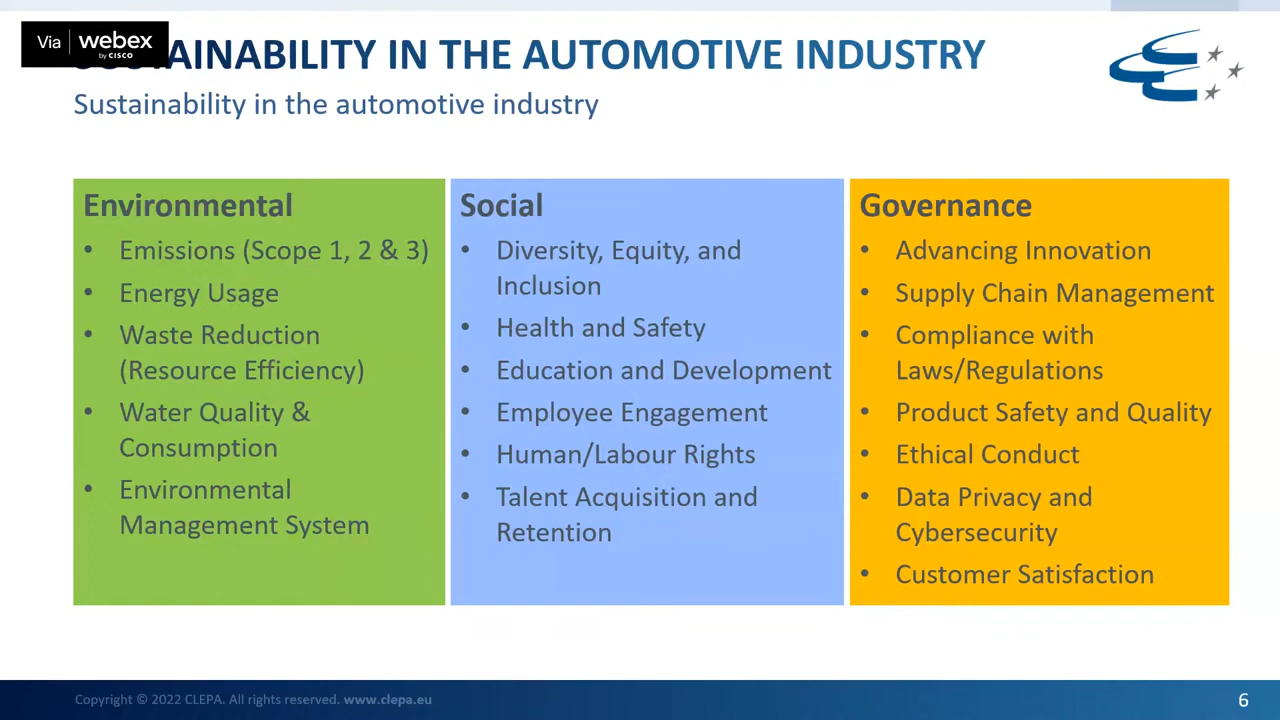 Via webex
by CISCO
SUSTAINABILITY IN THE AUTOMOTIVE INDUSTRY
Sustainability in the automotive industry
Environmental
• Emissions (Scope 1, 2 & 3)
• Energy Usage
• Waste Reduction
(Resource Efficiency)
• Water Quality &
Consumption
• Environmental
Management System
Social
• Diversity, Equity, and
Inclusion
• Health and Safety
• Education and Development
• Employee Engagement
• Human/Labour Rights
• Talent Acquisition and
Retention
Governance
• Advancing Innovation
• Supply Chain Management
• Compliance with
Laws/Regulations
• Product Safety and Quality
• Ethical Conduct
• Data Privacy and
Cybersecurity
• Customer Satisfaction
Copyright © 2022 CLEPA. All rights reserved. www.clepa.eu
6